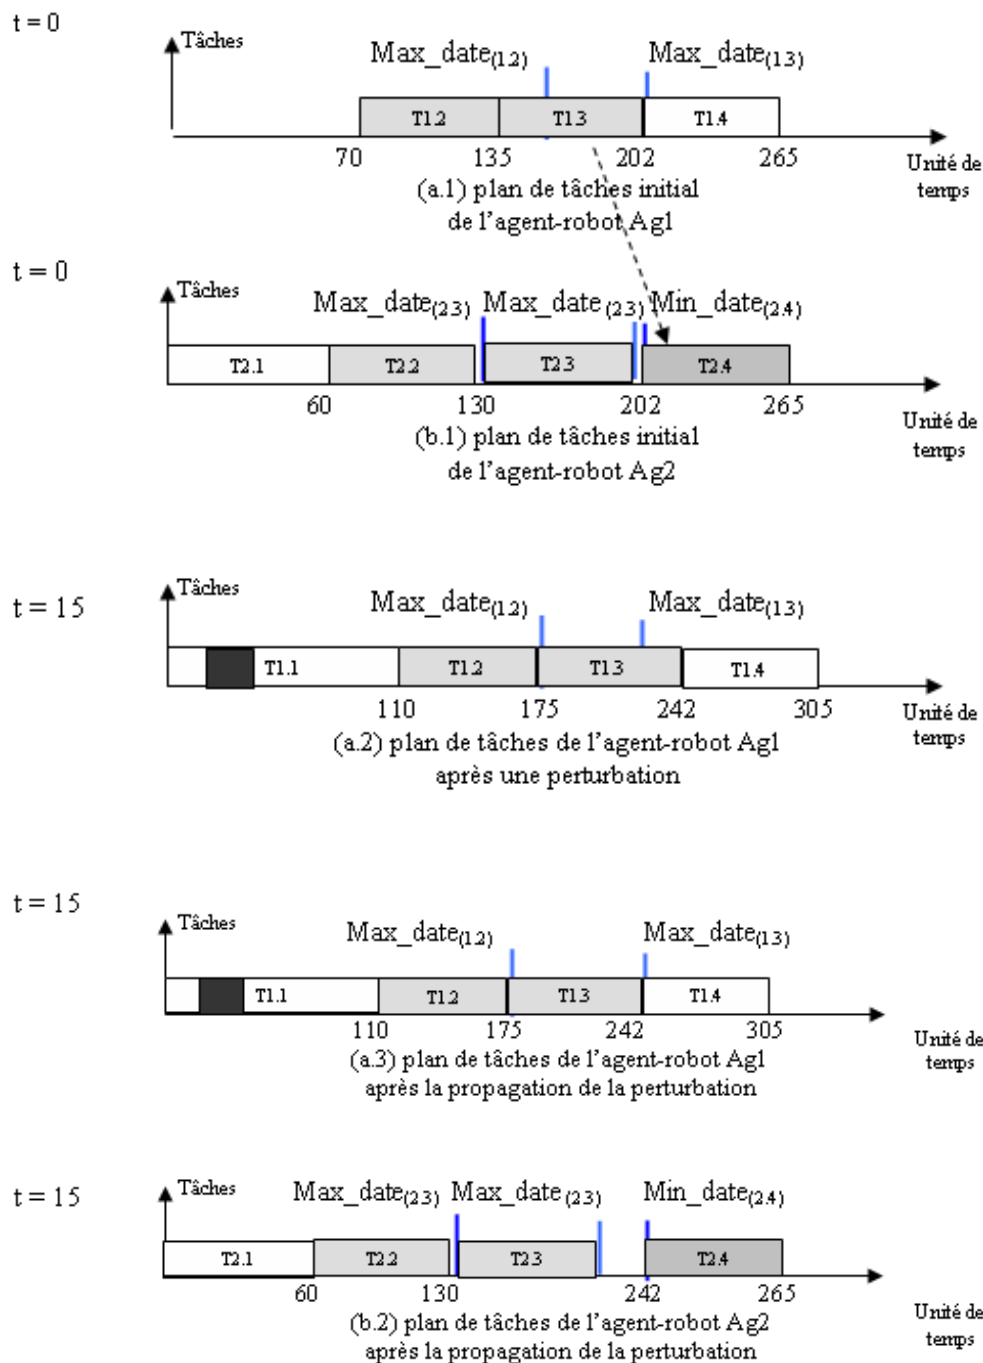 t = 0
Tâches
Max_date(1.2) Max_date(1.3)
T1.2 T1.3 T1.4
70 135 202 265
Unité de temps
(a.1) plan de tâches initial
de l'agent-robot Ag1
t = 0
Tâches
Max_date(2.3) Max_date (2.3) Min_date(2.4)
T2.1 T2.2 T2.3 T2.4
60 130 202 265
Unité de temps
(b.1) plan de tâches initial
de l'agent-robot Ag2
t = 15
Tâches
Max_date(1.2) Max_date(1.3)
T1.1 T1.2 T1.3 T1.4
110 175 242 305
Unité de temps
(a.2) plan de tâches de l'agent-robot Ag1
après une perturbation
t = 15
Tâches
Max_date(1.2) Max_date(1.3)
T1.1 T1.2 T1.3 T1.4
110 175 242 305
Unité de temps
(a.3) plan de tâches de l'agent-robot Ag1
après la propagation de la perturbation
t = 15
Tâches
Max_date(2.3) Max_date(2.3) Min_date(2.4)
T2.1 T2.2 T2.3 T2.4
60 130 242 265
Unité de temps
(b.2) plan de tâches de l'agent-robot Ag2
après la propagation de la perturbation